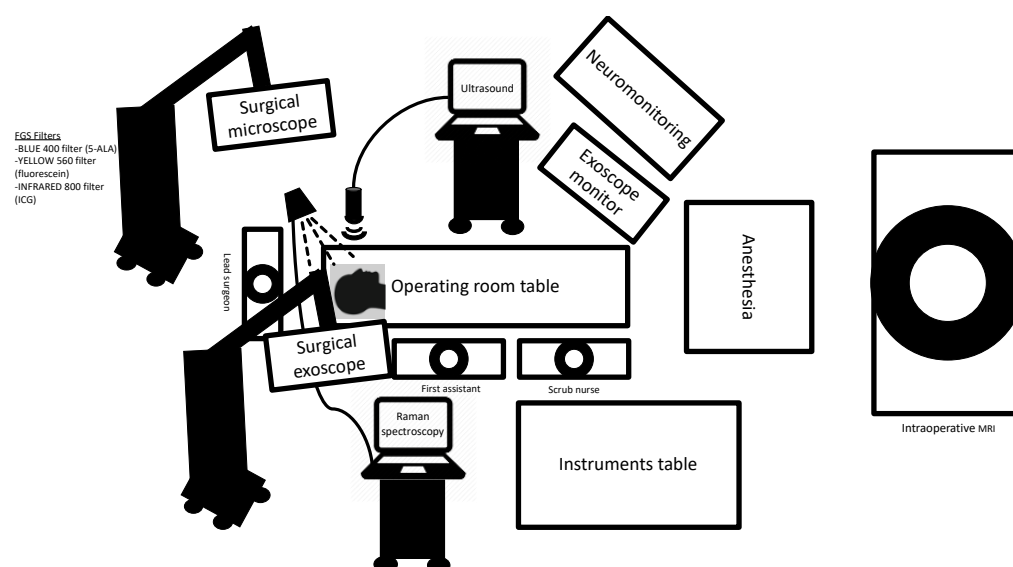 Surgical
microscope
FGS Filters
-BLUE 400 filter (5-ALA)
-YELLOW 560 filter
(fluorescein)
-INFRARED 800 filter
(ICG)
Ultrasound
Neuromonitoring
Exoscope
monitor
Lead surgeon
Operating room table
Anesthesia
Surgical
exoscope
First assistant
Scrub nurse
Raman
spectroscopy
Instruments table
Intraoperative MRI